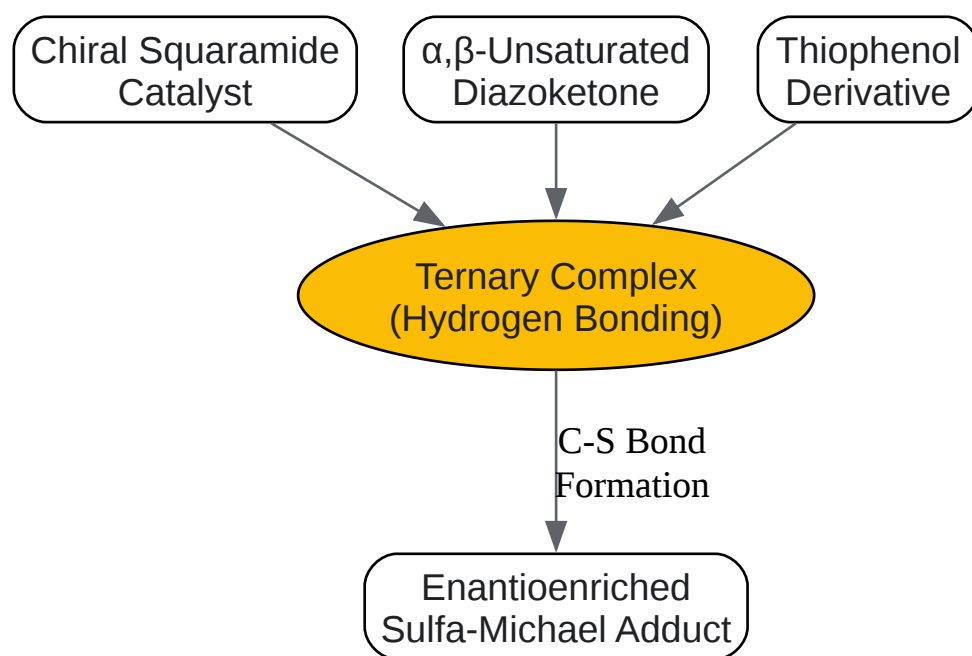 Chiral Squaramide
Catalyst
α,β-Unsaturated
Diazoketone
Thiophenol
Derivative
Ternary Complex
(Hydrogen Bonding)
C-S Bond
Formation
Enantioenriched
Sulfa-Michael Adduct